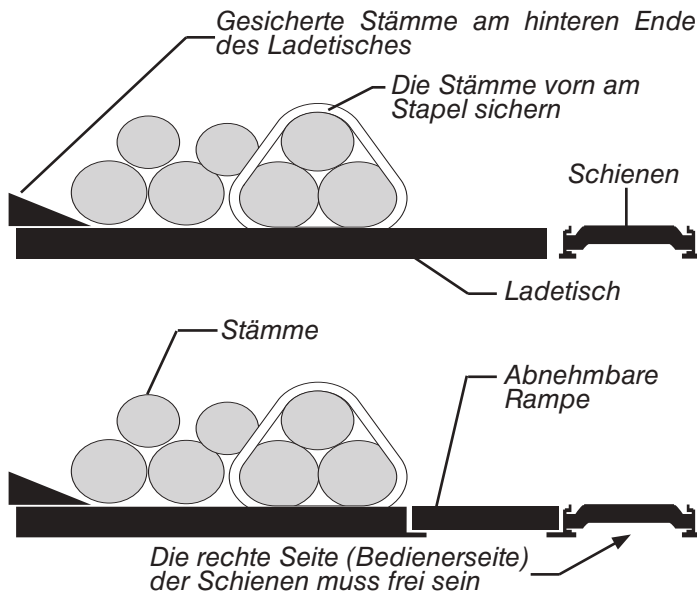 Gesicherte Stämme am hinteren Ende
des Ladetisches
Die Stämme vorn am
Stapel sichern
Schienen
Ladetisch
Stämme
Abnehmbare
Rampe
Die rechte Seite (Bedienerseite)
der Schienen muss frei sein